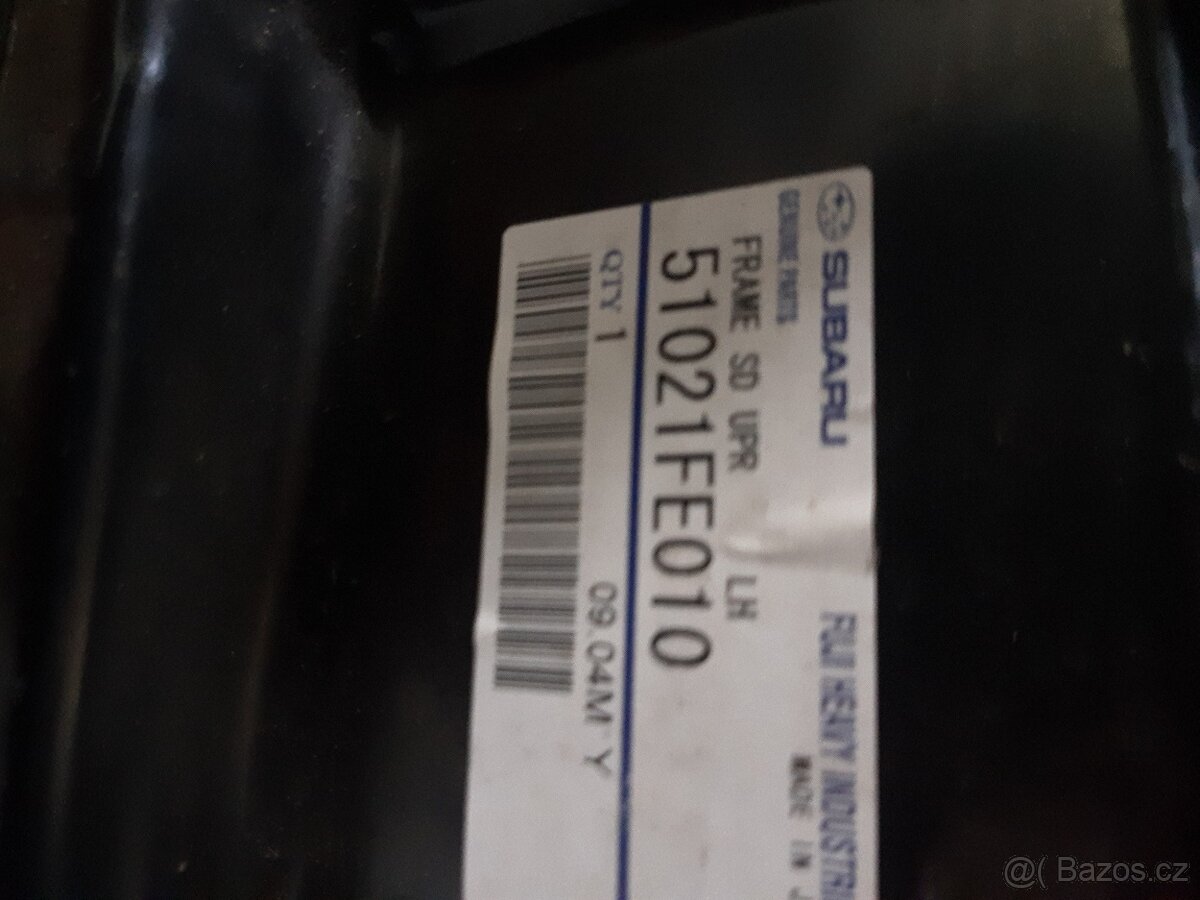 SUBARU
GENUINE PARTS
FUJI HEAVY INDUSTRI
MADE IN J
FRAME SD UPR LH
51021FE010
QTY 1
09.04M Y
@( Bazos.cz